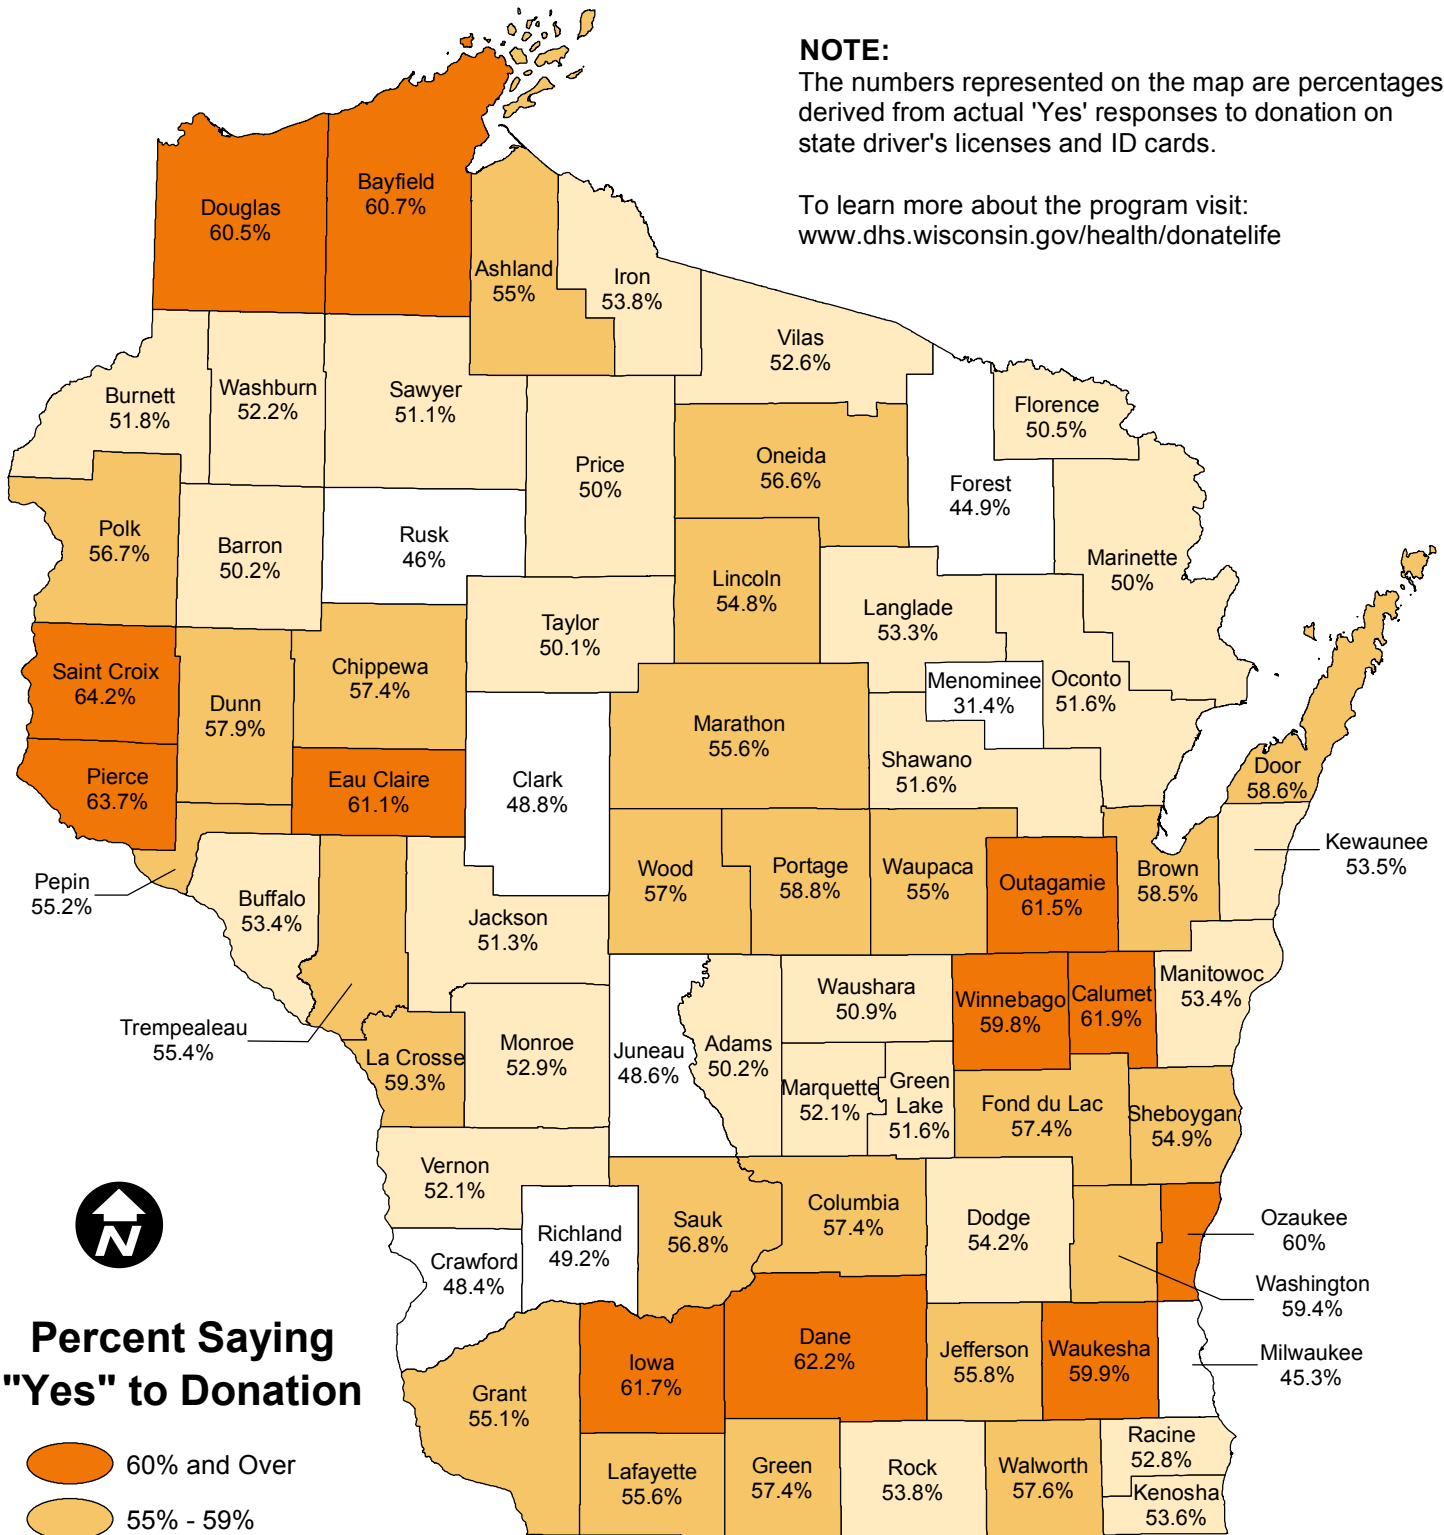 NOTE:
The numbers represented on the map are percentages
derived from actual 'Yes' responses to donation on
state driver's licenses and ID cards.
To learn more about the program visit:
www.dhs.wisconsin.gov/health/donatelife
Douglas
60.5%
Bayfield
60.7%
Ashland
55%
Iron
53.8%
Vilas
52.6%
Burnett
51.8%
Washburn
52.2%
Sawyer
51.1%
Price
50%
Oneida
56.6%
Forest
44.9%
Florence
50.5%
Polk
56.7%
Barron
50.2%
Rusk
46%
Marinette
50%
Lincoln
54.8%
Taylor
50.1%
Langlade
53.3%
Saint Croix
64.2%
Dunn
57.9%
Chippewa
57.4%
Menominee
31.4%
Oconto
51.6%
Marathon
55.6%
Shawano
51.6%
Pierce
63.7%
Eau Claire
61.1%
Clark
48.8%
Door
58.6%
Kewaunee
53.5%
Pepin
55.2%
Buffalo
53.4%
Wood
57%
Portage
58.8%
Waupaca
55%
Outagamie
61.5%
Brown
58.5%
Jackson
51.3%
Trempealeau
55.4%
La Crosse
59.3%
Monroe
52.9%
Juneau
48.6%
Adams
50.2%
Waushara
50.9%
Winnebago
59.8%
Calumet
61.9%
Manitowoc
53.4%
Marquette
52.1%
Green
Lake
51.6%
Fond du Lac
57.4%
Sheboygan
54.9%
Vernon
52.1%
Richland
49.2%
Sauk
56.8%
Columbia
57.4%
Dodge
54.2%
Ozaukee
60%
Washington
59.4%
Crawford
48.4%
Milwaukee
45.3%
Grant
55.1%
Iowa
61.7%
Dane
62.2%
Jefferson
55.8%
Waukesha
59.9%
Lafayette
55.6%
Green
57.4%
Rock
53.8%
Walworth
57.6%
Racine
52.8%
Kenosha
53.6%
N
Percent Saying
"Yes" to Donation
60% and Over
55% - 59%